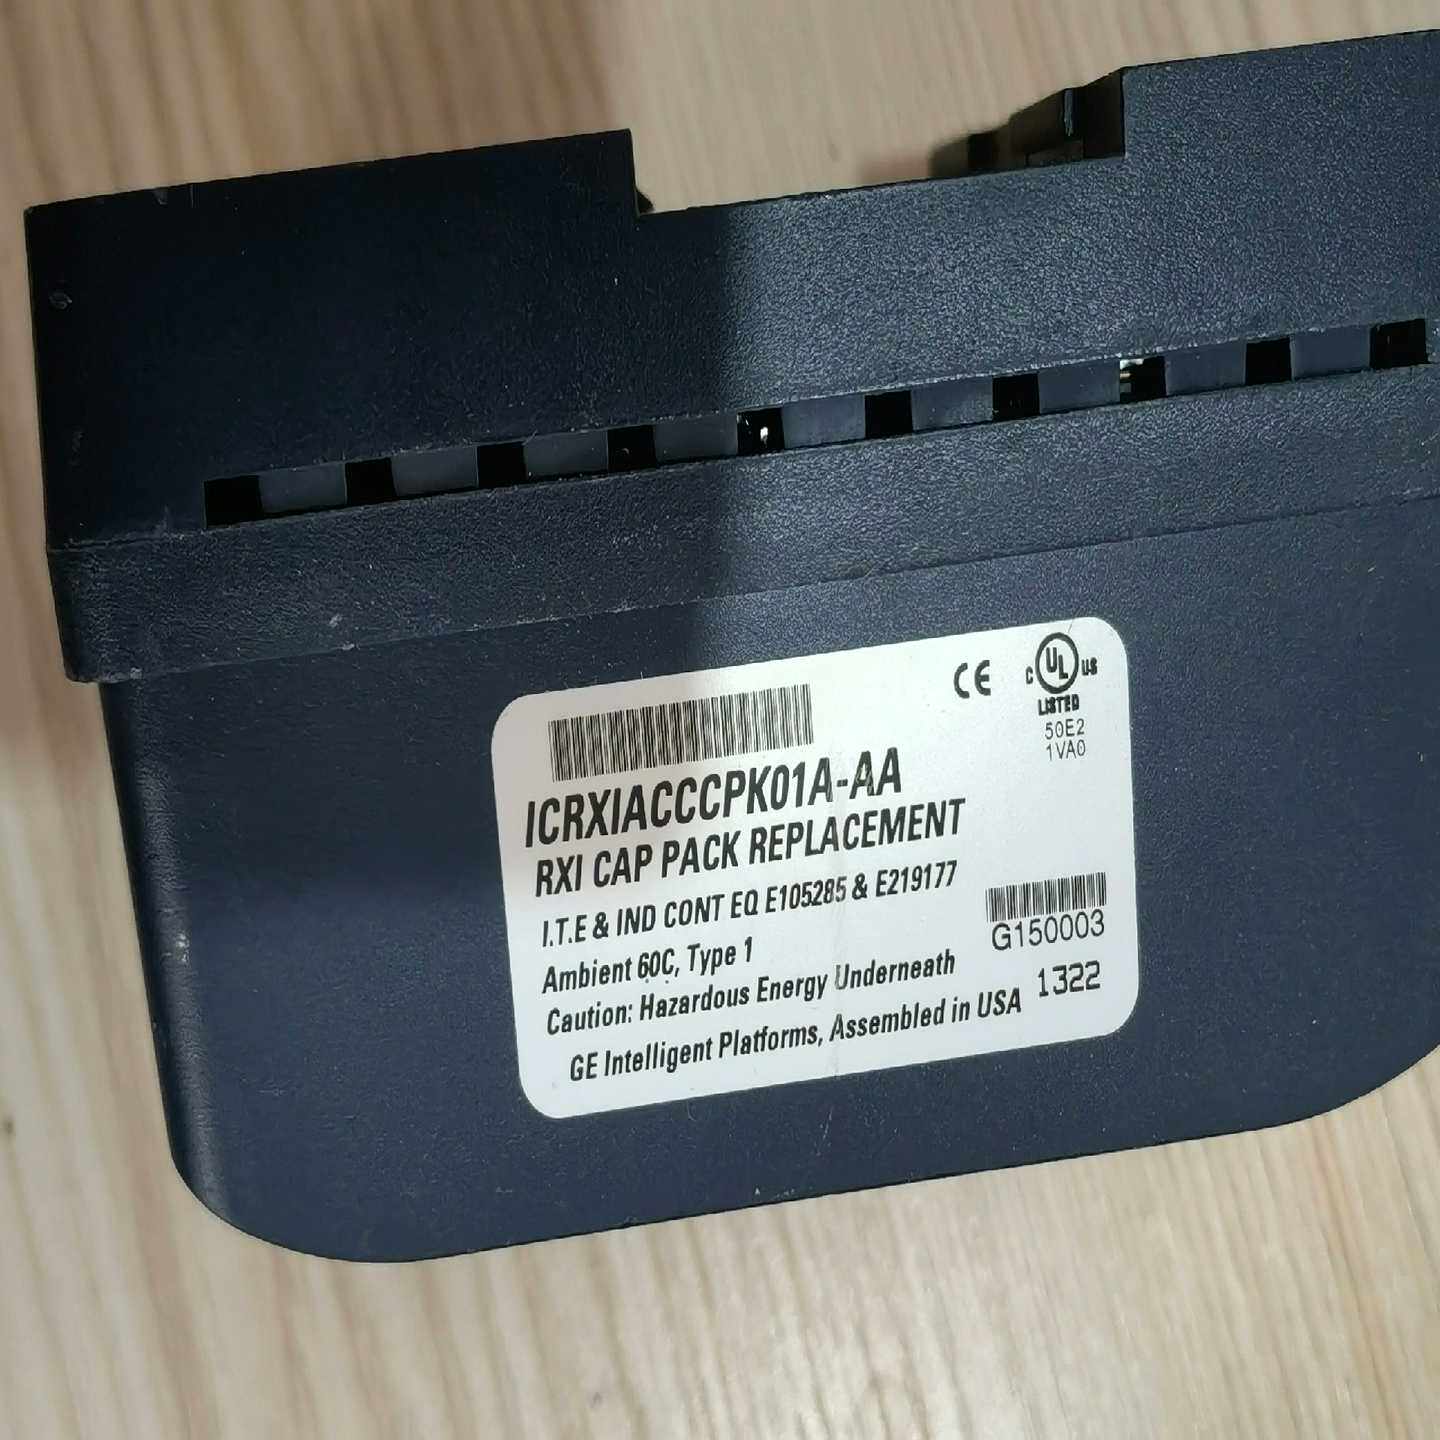 CE
C UL US
LISTED
50E2
1VA0
ICRXIACCCPK01A-AA
RXI CAP PACK REPLACEMENT
I.T.E & IND CONT EQ E105285 & E219177
Ambient 60C, Type 1
Caution: Hazardous Energy Underneath
GE Intelligent Platforms, Assembled in USA
G150003
1322